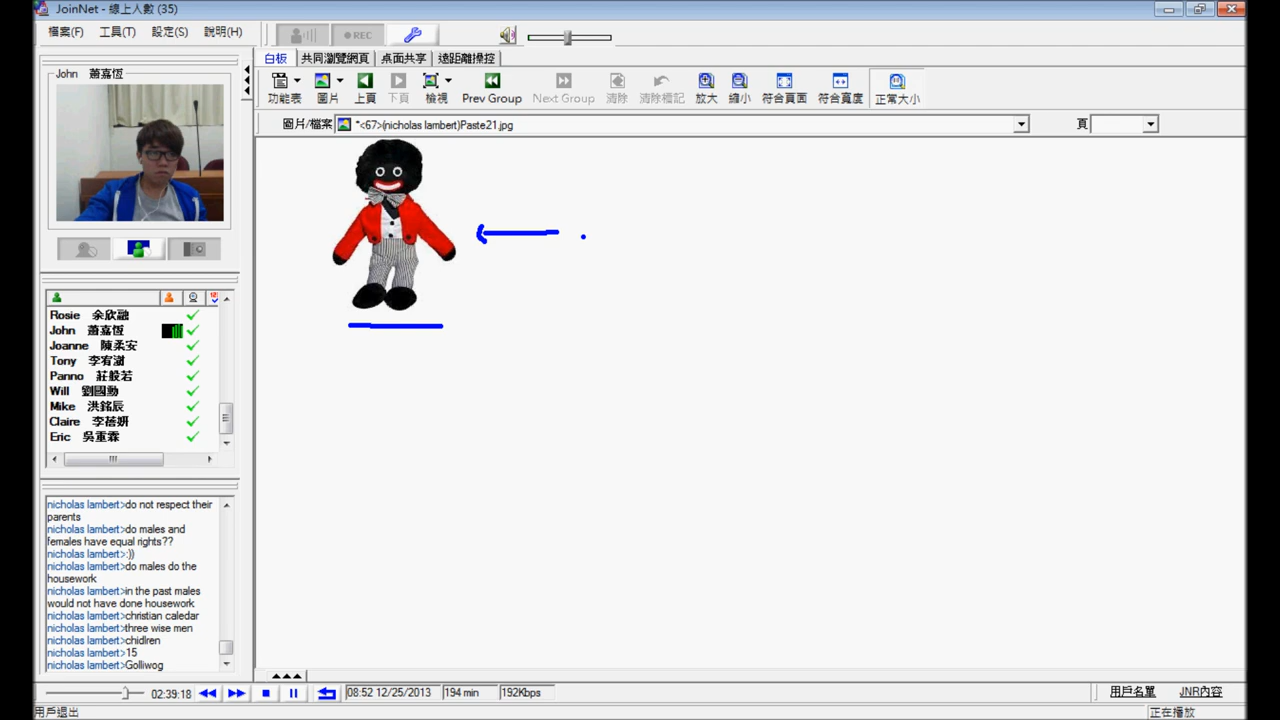 JoinNet - 線上人數 (35)
檔案(F) 工具(T) 設定(S) 說明(H)
REC
John 蕭嘉恆
白板 共同瀏覽網頁 桌面共享 遠距離操控
功能表 圖片 上頁 下頁 檢視 Prev Group Next Group 清除 清除標記 放大 縮小 符合頁面 符合寬度 正常大小
圖片/檔案 *<67>(nicholas lambert)Paste21.jpg 頁
Rosie 余欣融
John 蕭嘉恆
Joanne 陳柔安
Tony 李宥澍
Panno 莊般若
Will 劉國勳
Mike 洪銘辰
Claire 李蓓妍
Eric 吳重霖
nicholas lambert>do not respect their
parents
nicholas lambert>do males and
females have equal rights??
nicholas lambert>:))
nicholas lambert>do males do the
housework
nicholas lambert>in the past males
would not have done housework
nicholas lambert>christian caledar
nicholas lambert>three wise men
nicholas lambert>chidlren
nicholas lambert>15
nicholas lambert>Golliwog
02:39:18 08:52 12/25/2013 194 min 192Kbps 用戶名單 JNR內容
用戶退出 正在播放